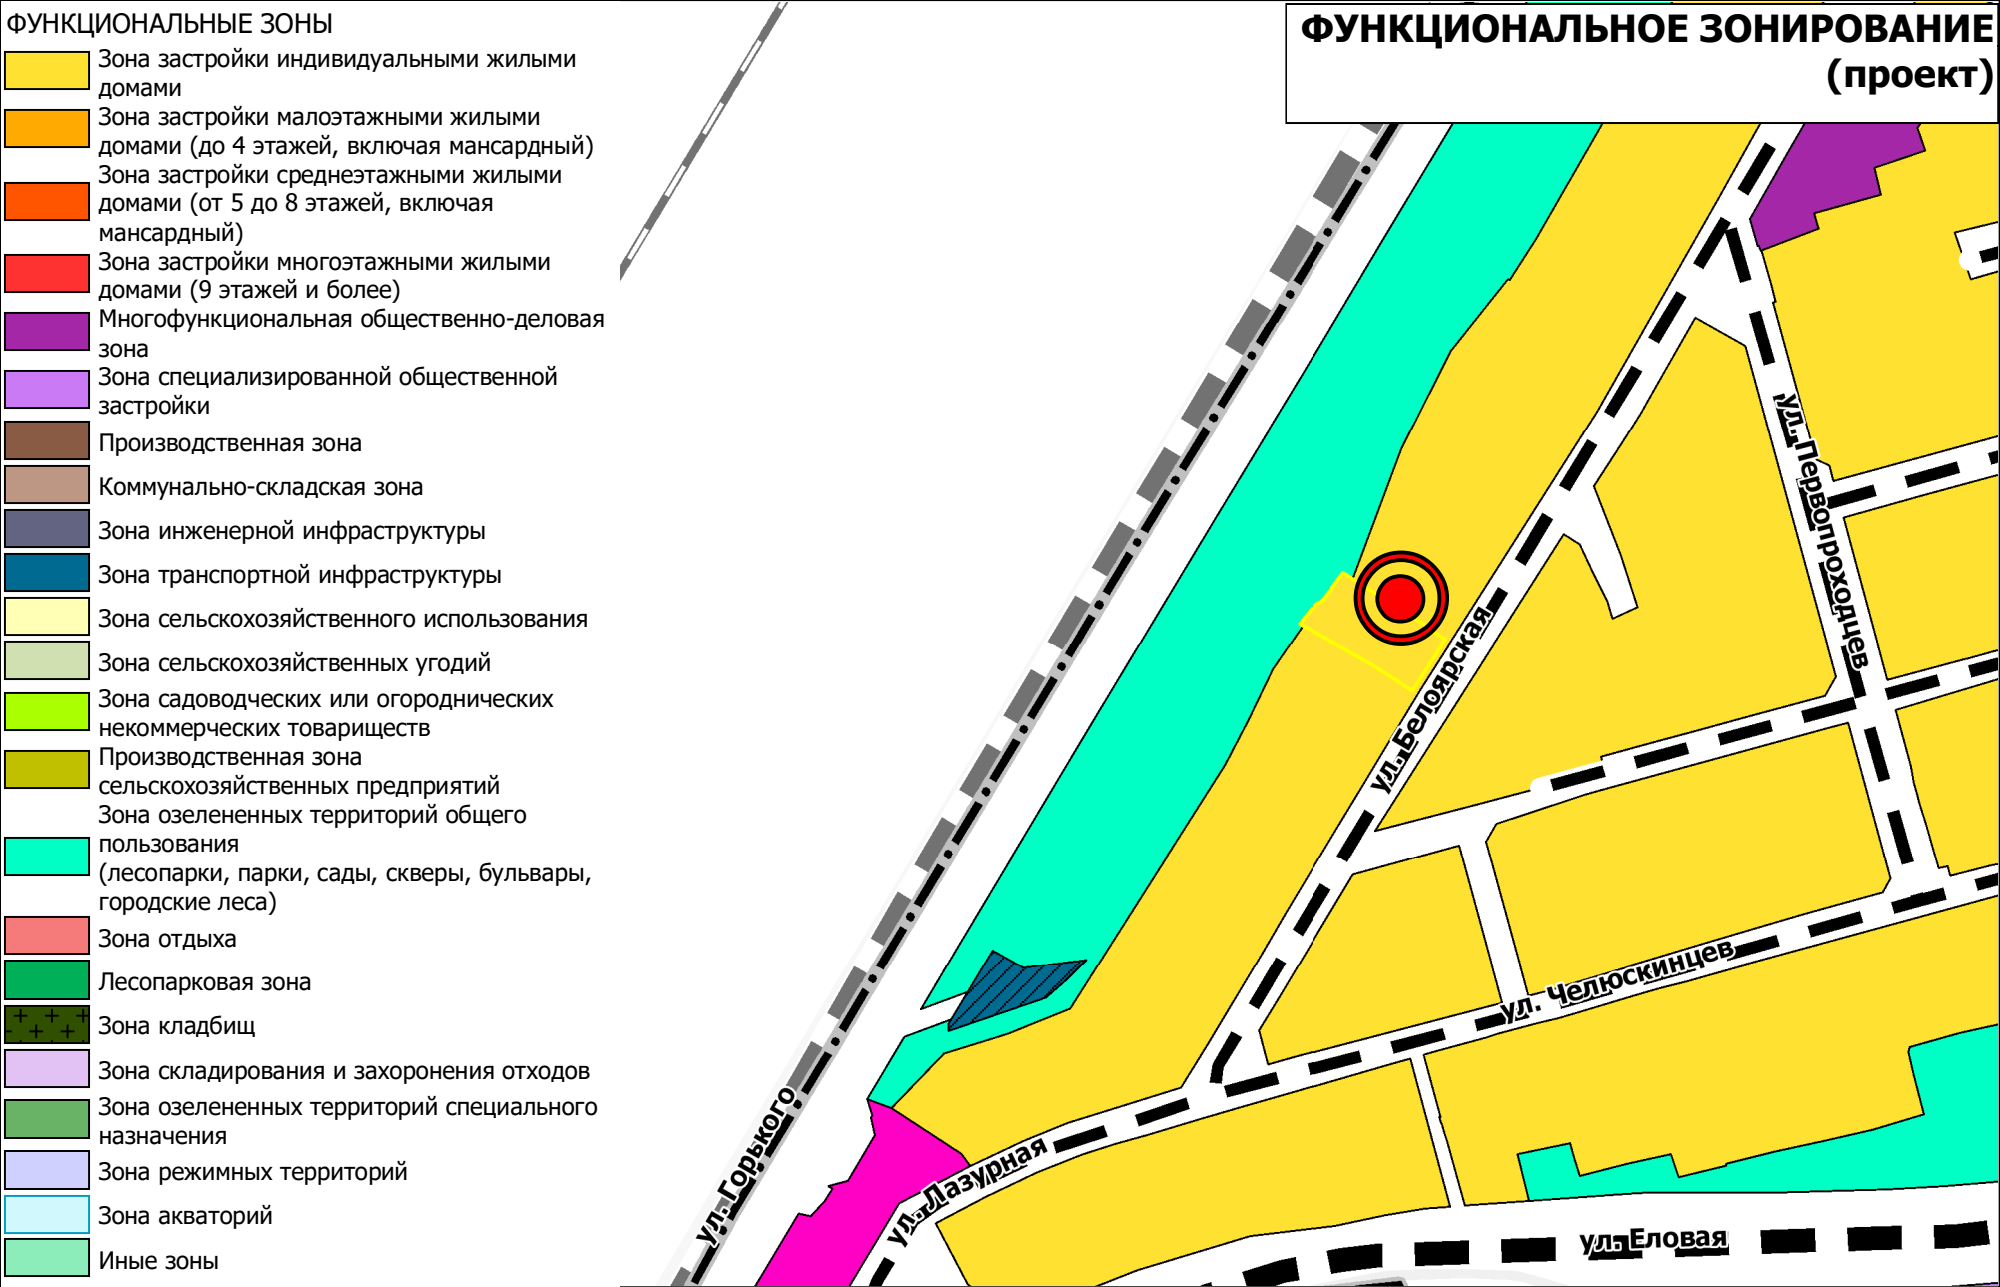 ФУНКЦИОНАЛЬНЫЕ ЗОНЫ
Зона застройки индивидуальными жилыми
домами
Зона застройки малоэтажными жилыми
домами (до 4 этажей, включая мансардный)
Зона застройки среднеэтажными жилыми
домами (от 5 до 8 этажей, включая
мансардный)
Зона застройки многоэтажными жилыми
домами (9 этажей и более)
Многофункциональная общественно-деловая
зона
Зона специализированной общественной
застройки
Производственная зона
Коммунально-складская зона
Зона инженерной инфраструктуры
Зона транспортной инфраструктуры
Зона сельскохозяйственного использования
Зона сельскохозяйственных угодий
Зона садоводческих или огороднических
некоммерческих товариществ
Производственная зона
сельскохозяйственных предприятий
Зона озелененных территорий общего
пользования
(лесопарки, парки, сады, скверы, бульвары,
городские леса)
Зона отдыха
Лесопарковая зона
Зона кладбищ
Зона складирования и захоронения отходов
Зона озелененных территорий специального
назначения
Зона режимных территорий
Зона акваторий
Иные зоны
ФУНКЦИОНАЛЬНОЕ ЗОНИРОВАНИЕ
(проект)
ул. Первопроходцев
ул. Белоярская
ул. Челюскинцев
ул. Горького
ул. Лазурная
ул. Еловая